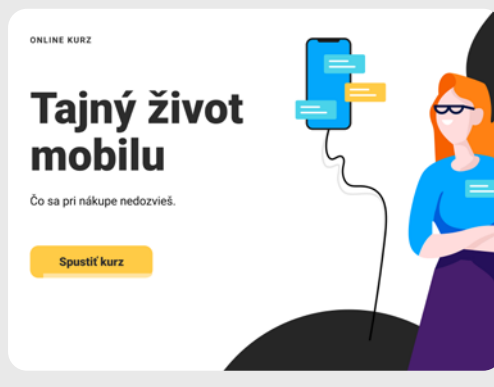 ONLINE KURZ
Tajný život
mobilu
Čo sa pri nákupe nedozvieš.
Spustiť kurz